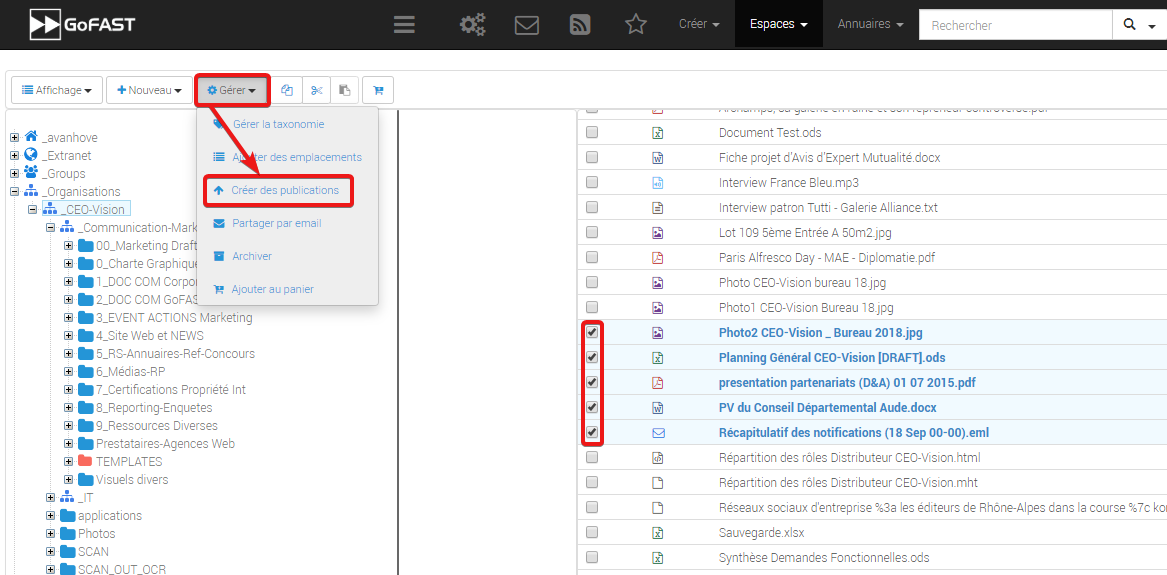 GoFAST
Créer
Espaces
Annuaires
Rechercher
Affichage
Nouveau
Gérer
Gérer la taxonomie
Ajouter des emplacements
Créer des publications
Partager par email
Archiver
Ajouter au panier
_avanhove
_Extranet
_Groups
_Organisations
_CEO-Vision
_Communication-Mark
00_Marketing Draft
0_Charte Graphique
1_DOC COM Corpor
2_DOC COM GoFAS
3_EVENT ACTIONS Marketing
4_Site Web et NEWS
5_RS-Annuaires-Ref-Concours
6_Médias-RP
7_Certifications Propriété Int
8_Reporting-Enquetes
9_Ressources Diverses
Prestataires-Agences Web
TEMPLATES
Visuels divers
_IT
applications
Photos
SCAN
SCAN_OUT_OCR
Document Test.ods
Fiche projet d'Avis d'Expert Mutualité.docx
Interview France Bleu.mp3
Interview patron Tutti - Galerie Alliance.txt
Lot 109 5ème Entrée A 50m2.jpg
Paris Alfresco Day - MAE - Diplomatie.pdf
Photo CEO-Vision bureau 18.jpg
Photo1 CEO-Vision Bureau 18.jpg
Photo2 CEO-Vision _ Bureau 2018.jpg
Planning Général CEO-Vision [DRAFT].ods
presentation partenariats (D&A) 01 07 2015.pdf
PV du Conseil Départemental Aude.docx
Récapitulatif des notifications (18 Sep 00-00).eml
Répartition des rôles Distributeur CEO-Vision.html
Répartition des rôles Distributeur CEO-Vision.mht
Réseaux sociaux d'entreprise %3a les éditeurs de Rhône-Alpes dans la course %7c kor
Sauvegarde.xlsx
Synthèse Demandes Fonctionnelles.ods